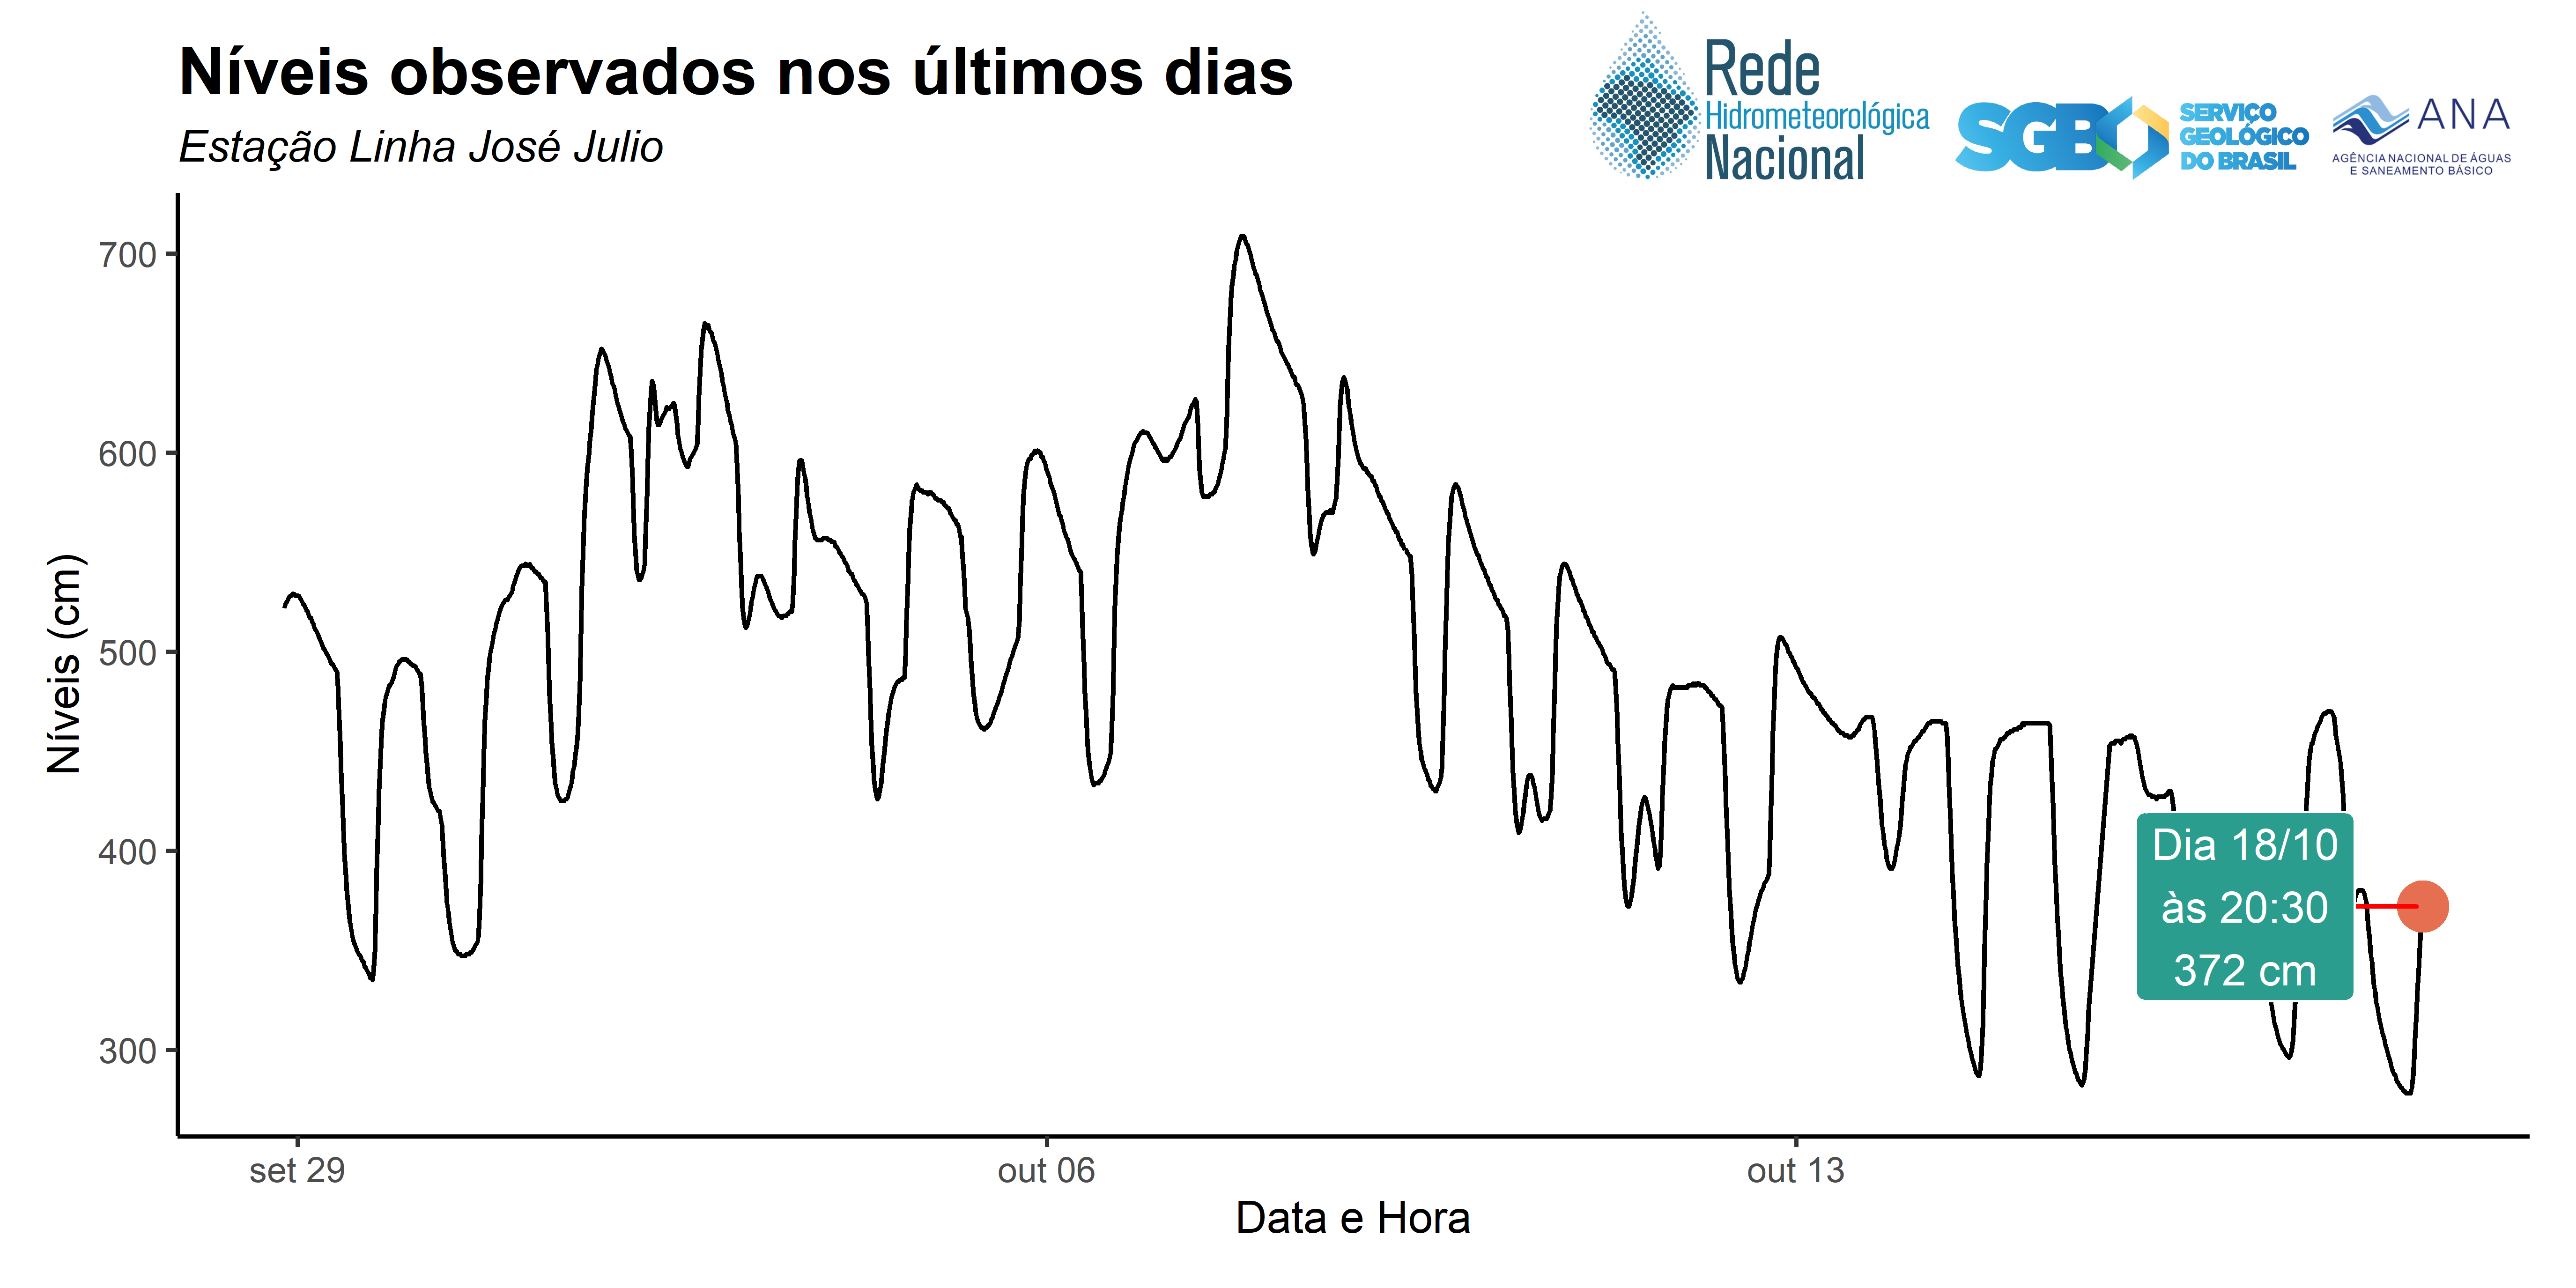 Níveis observados nos últimos dias
Estação Linha José Julio
Rede
Hidrometeorológica
Nacional
SGB
SERVIÇO
GEOLÓGICO
DO BRASIL
ANA
AGÊNCIA NACIONAL DE ÁGUAS
E SANEAMENTO BÁSICO
Níveis (cm)
700
600
500
400
300
Dia 18/10
às 20:30
372 cm
set 29
out 06
out 13
Data e Hora